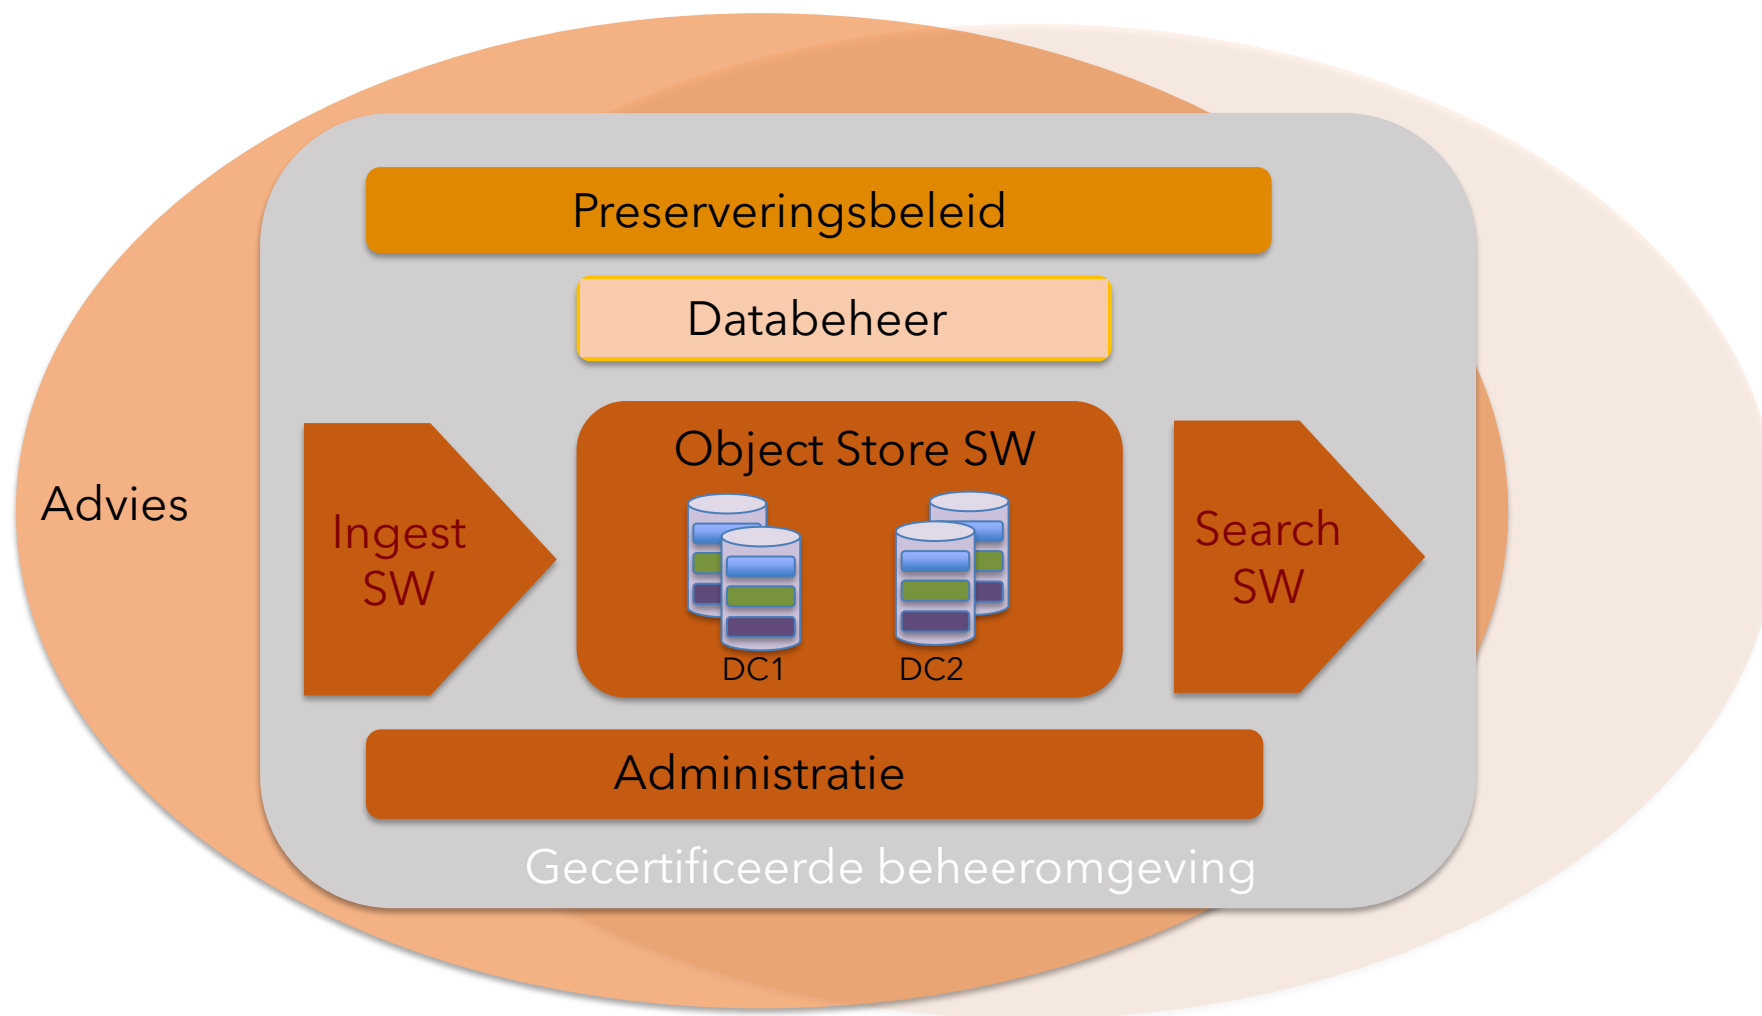 Preserveringsbeleid
Databeheer
Object Store SW
Advies
Ingest
SW
Search
SW
DC1
DC2
Administratie
Gecertificeerde beheeromgeving